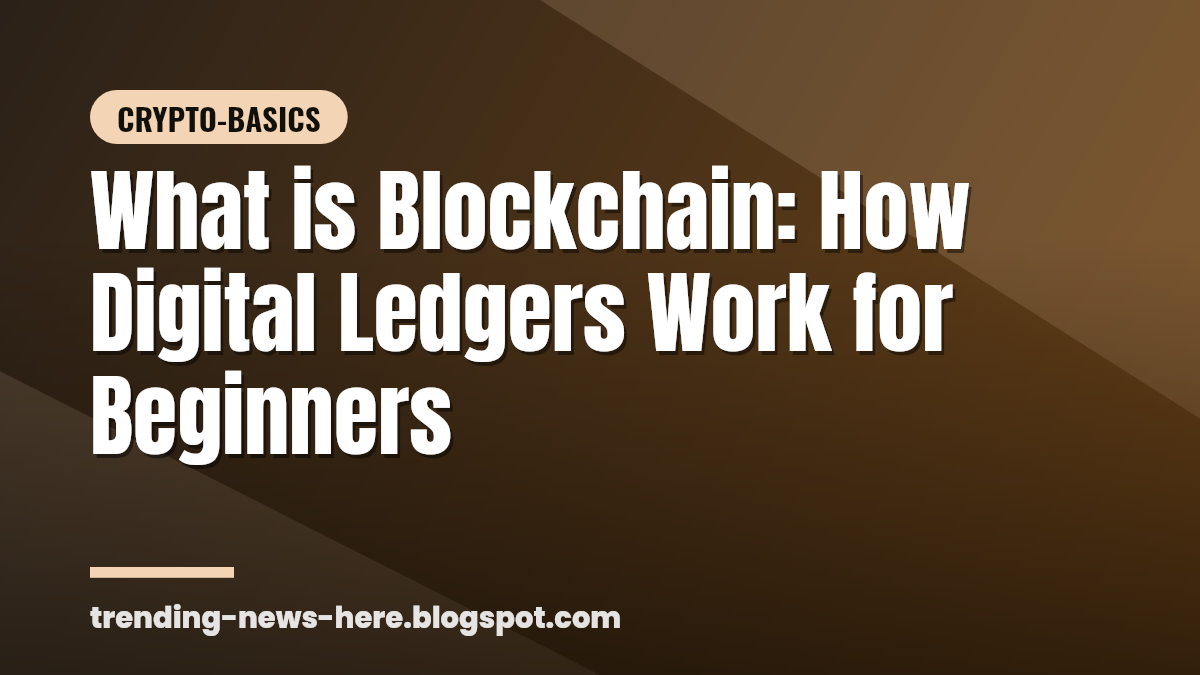 CRYPTO-BASICS
What is Blockchain: How
Digital Ledgers Work for
Beginners
trending-news-here.blogspot.com